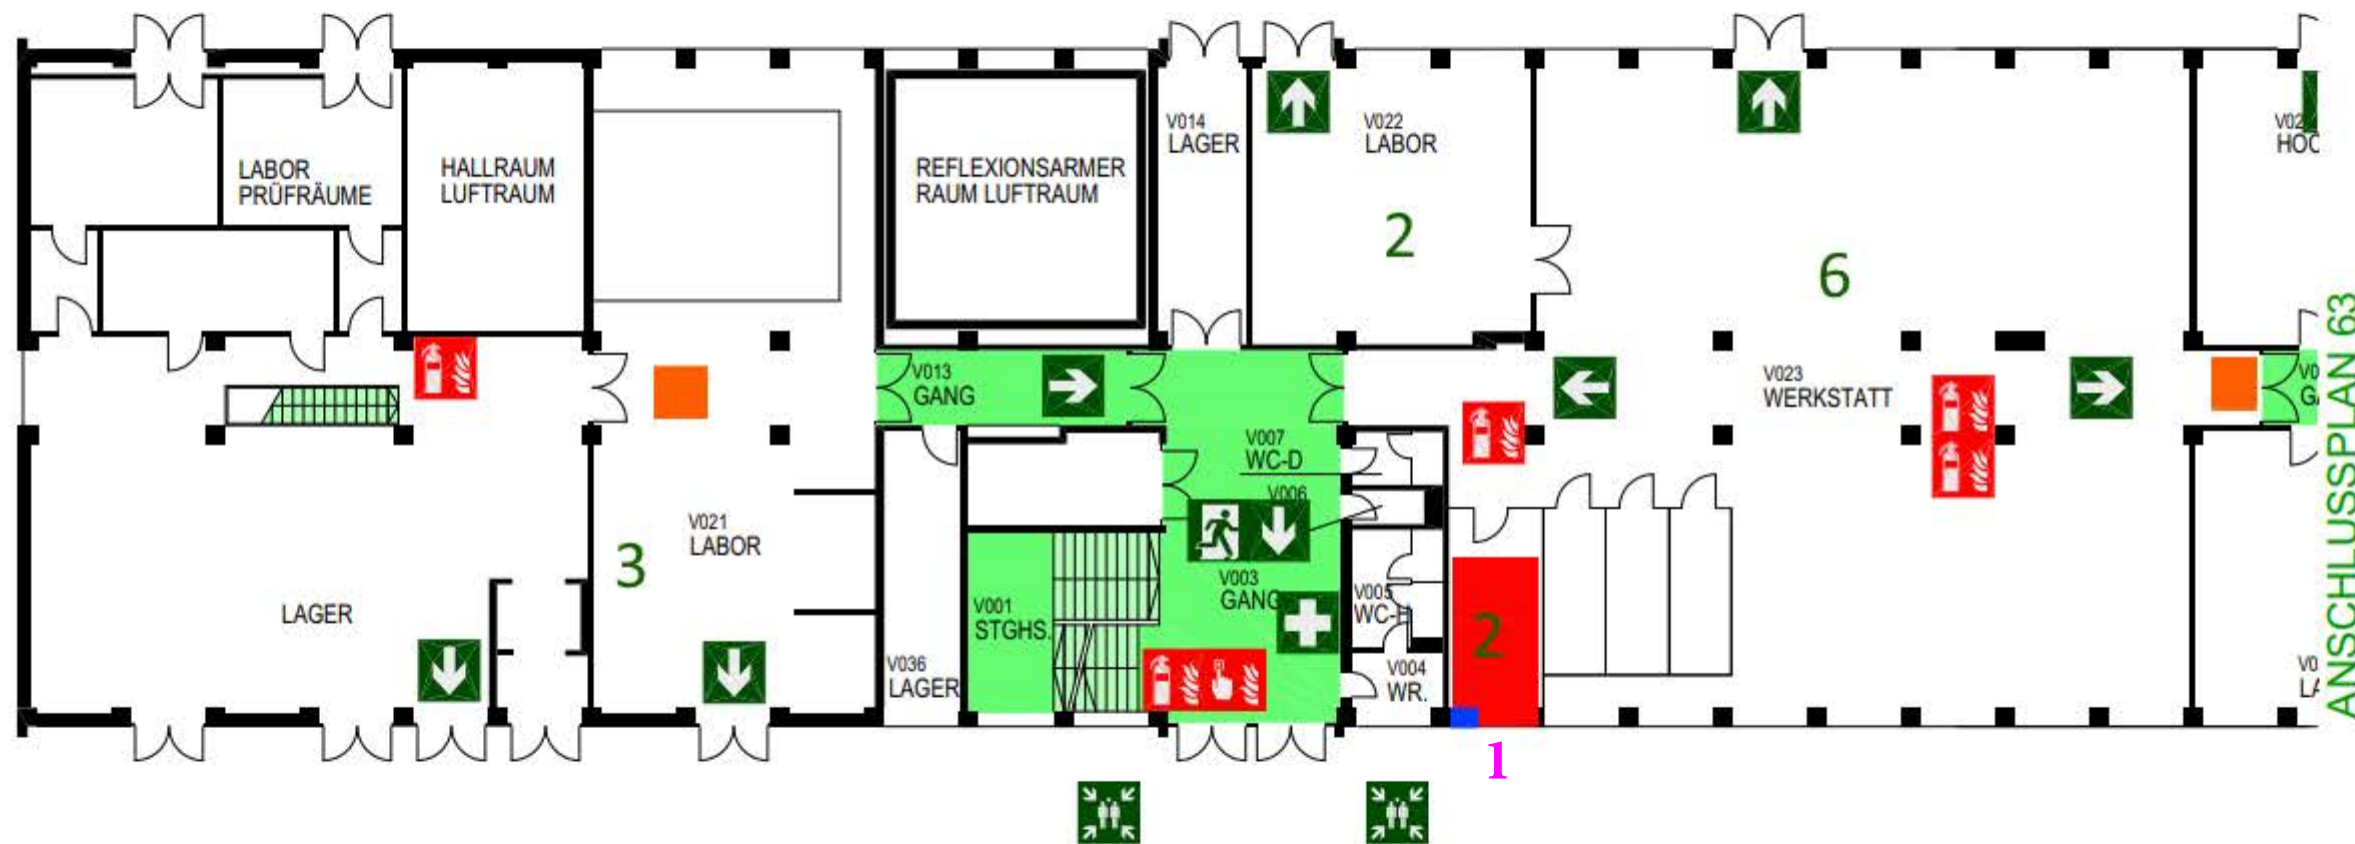 LABOR
PRÜFRÄUME
HALLRAUM
LUFTRAUM
REFLEXIONSARMER
RAUM LUFTRAUM
V014
LAGER
V022
LABOR
2
6
HOC
V013
GANG
V007
WC-D
V006
V023
WERKSTATT
ANSCHLUSSPLAN 63
3
V021
LABOR
LAGER
V001
STGHS.
V003
GANG
V005
WC-H
2
V036
LAGER
V004
WR.
1